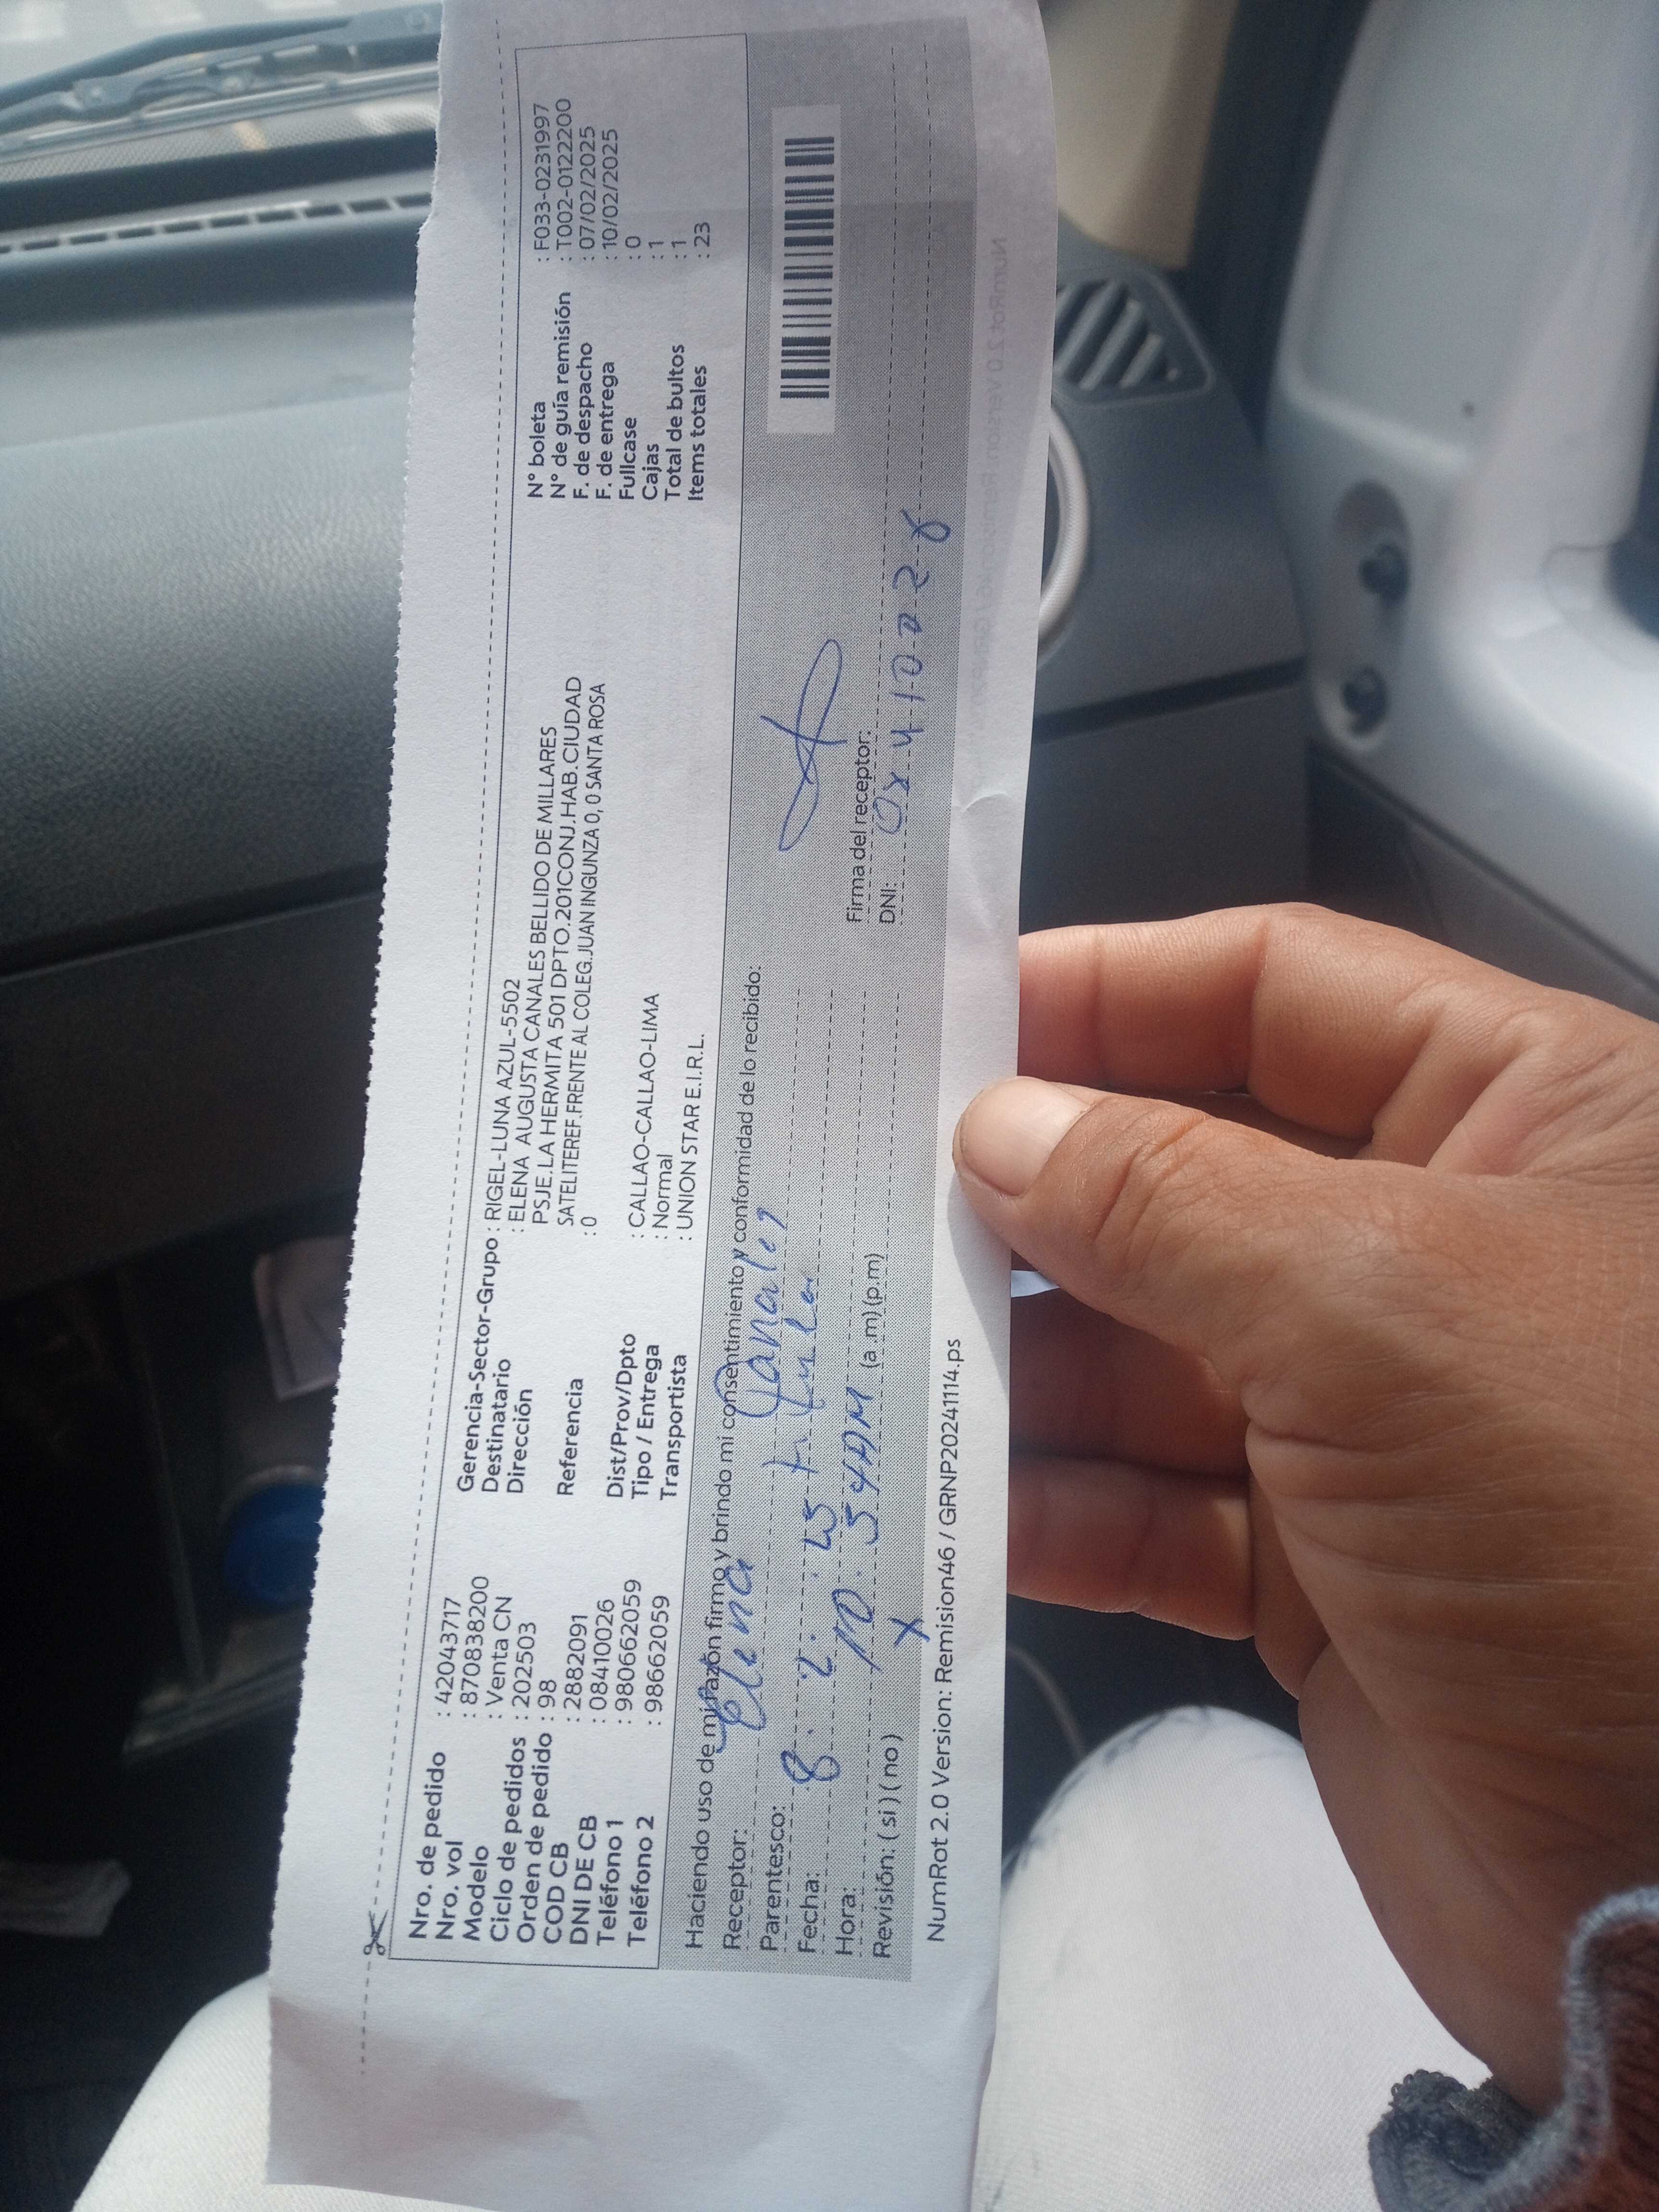 Nro. de pedido : 42043717
Nro. vol : 870838200
Modelo : Venta CN
Ciclo de pedidos : 202503
Orden de pedido : 98
COD CB : 2882091
DNI DE CB : 08410026
Teléfono 1 : 980662059
Teléfono 2 : 98662059
Gerencia-Sector-Grupo : RIGEL-LUNA AZUL-5502
Destinatario : ELENA AUGUSTA CANALES BELLIDO DE MILLARES
Dirección PSJE.LA HERMITA 501 DPTO.201CONJ.HAB.CIUDAD
SATELITEREF.FRENTE AL COLEG.JUAN INGUNZA 0, 0 SANTA ROSA
Referencia : 0
Dist/Prov/Dpto : CALLAO-CALLAO-LIMA
Tipo / Entrega : Normal
Transportista : UNION STAR E.I.R.L.
N° boleta : F033-0231997
N° de guía remisión : T002-0122200
F. de despacho : 07/02/2025
F. de entrega : 10/02/2025
Fullcase : 0
Cajas : 1
Total de bultos : 1
Items totales : 23
Haciendo uso de mi razón firmo y brindo mi consentimiento y conformidad de lo recibido:
Receptor: Elena Canales
Parentesco:
Fecha: 8. 2.
Hora: 10. 54AM (a .m) (p.m)
Revisión: ( si ) ( no ) X
Firma del receptor:
DNI:
NumRot 2.0 Version: Remision46 / GRNP20241114.ps